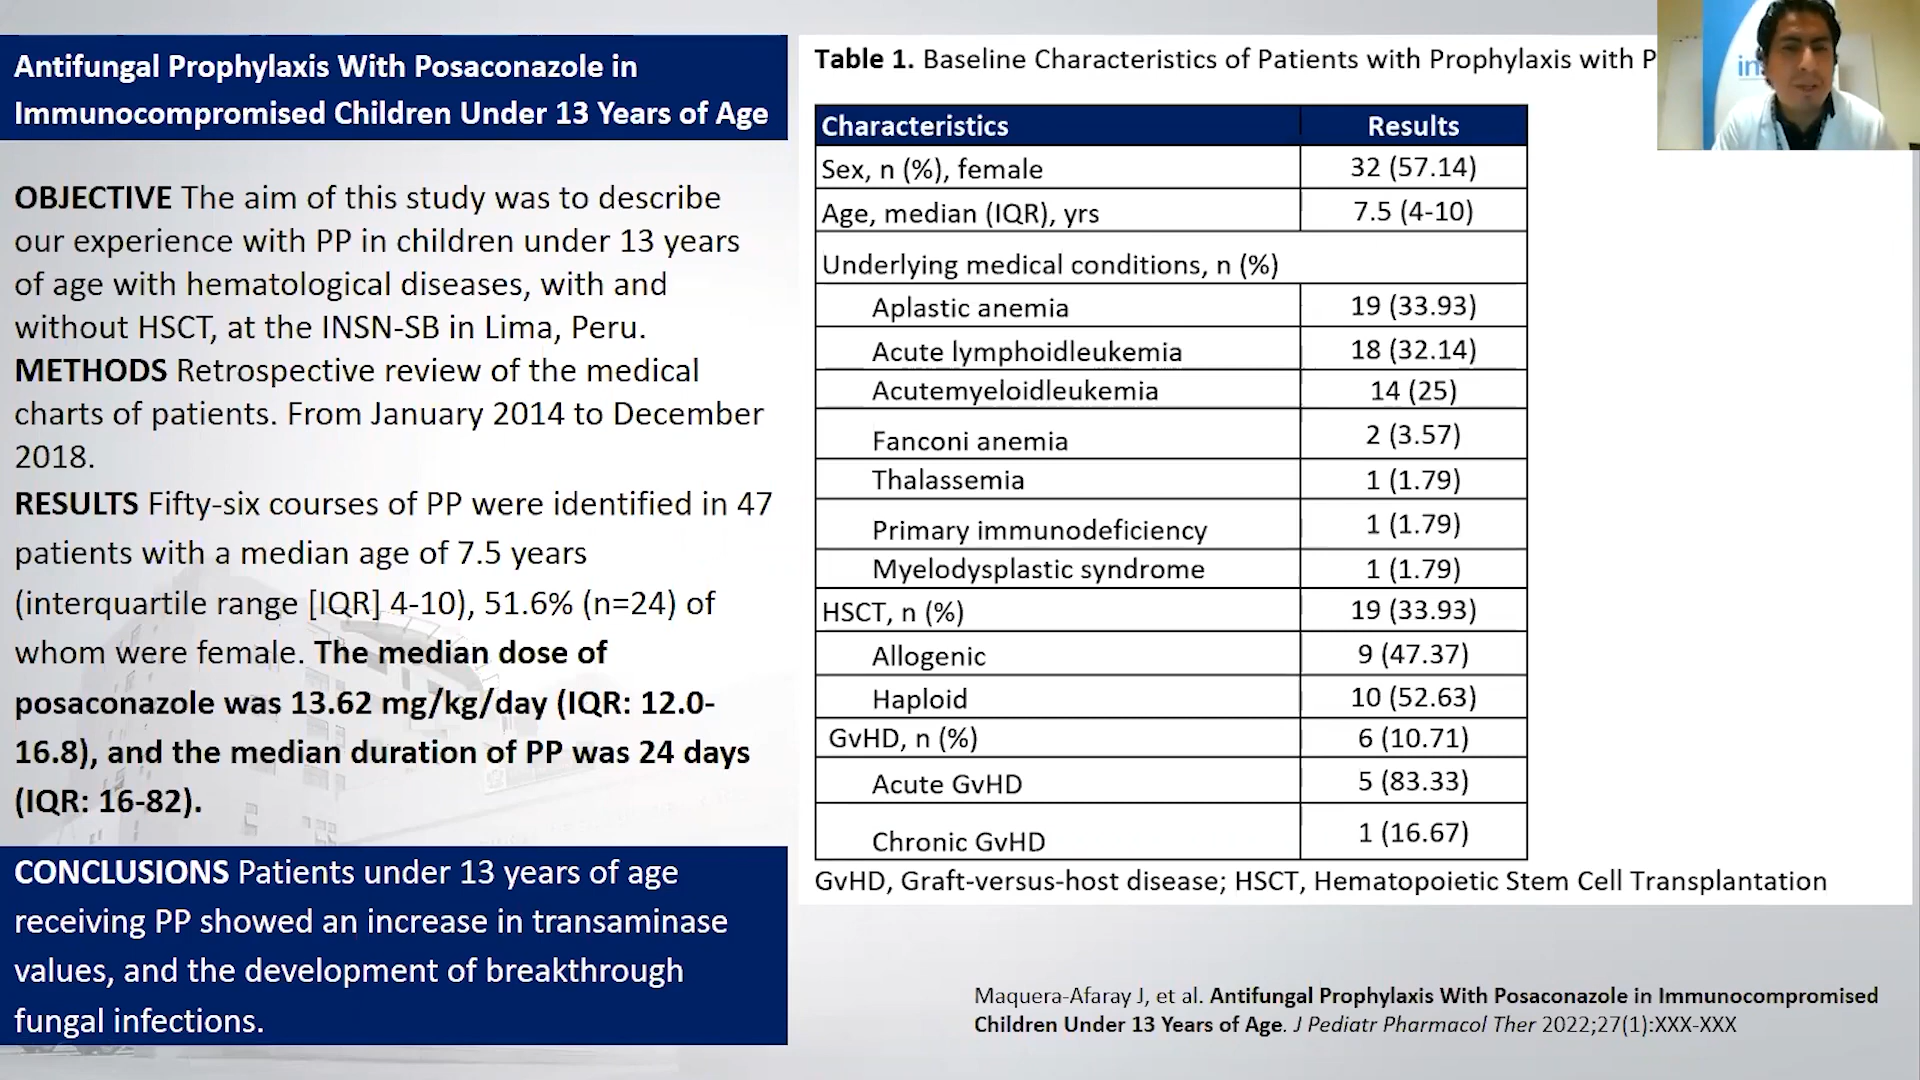 Antifungal Prophylaxis With Posaconazole in
Immunocompromised Children Under 13 Years of Age
OBJECTIVE The aim of this study was to describe
our experience with PP in children under 13 years
of age with hematological diseases, with and
without HSCT, at the INSN-SB in Lima, Peru.
METHODS Retrospective review of the medical
charts of patients. From January 2014 to December
2018.
RESULTS Fifty-six courses of PP were identified in 47
patients with a median age of 7.5 years
(interquartile range [IQR] 4-10), 51.6% (n=24) of
whom were female. The median dose of
posaconazole was 13.62 mg/kg/day (IQR: 12.0-
16.8), and the median duration of PP was 24 days
(IQR: 16-82).
CONCLUSIONS Patients under 13 years of age
receiving PP showed an increase in transaminase
values, and the development of breakthrough
fungal infections.
Table 1. Baseline Characteristics of Patients with Prophylaxis with P
Characteristics Results
Sex, n (%), female 32 (57.14)
Age, median (IQR), yrs 7.5 (4-10)
Underlying medical conditions, n (%)
Aplastic anemia 19 (33.93)
Acute lymphoidleukemia 18 (32.14)
Acutemyeloidleukemia 14 (25)
Fanconi anemia 2 (3.57)
Thalassemia 1 (1.79)
Primary immunodeficiency 1 (1.79)
Myelodysplastic syndrome 1 (1.79)
HSCT, n (%) 19 (33.93)
Allogenic 9 (47.37)
Haploid 10 (52.63)
GvHD, n (%) 6 (10.71)
Acute GvHD 5 (83.33)
Chronic GvHD 1 (16.67)
GvHD, Graft-versus-host disease; HSCT, Hematopoietic Stem Cell Transplantation
Maquera-Afaray J, et al. Antifungal Prophylaxis With Posaconazole in Immunocompromised
Children Under 13 Years of Age. J Pediatr Pharmacol Ther 2022;27(1):XXX-XXX